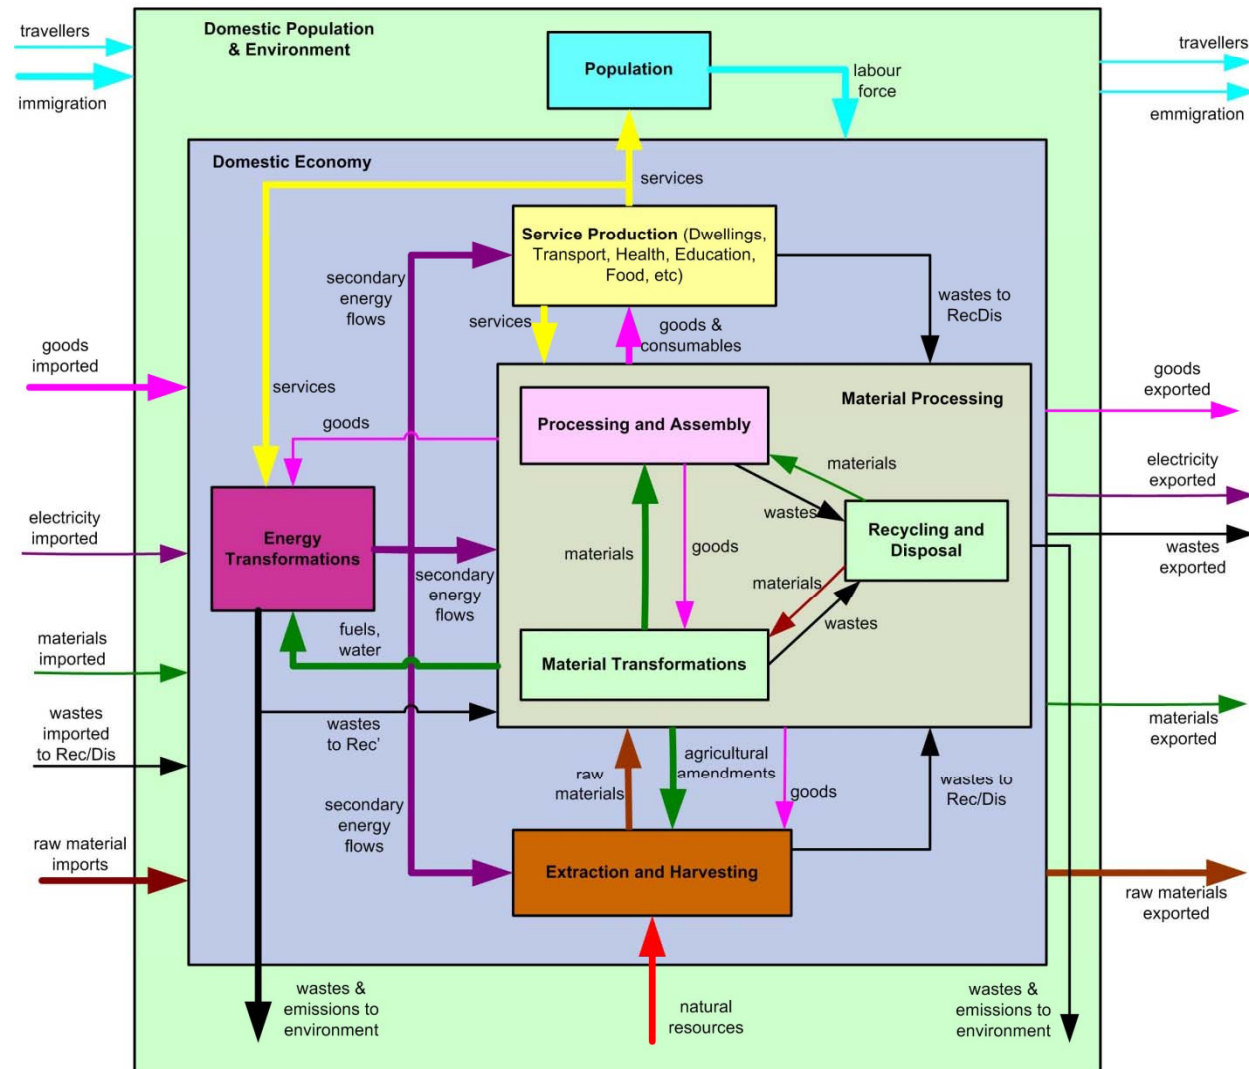 travellers
immigration
Domestic Population
& Environment
Population
labour
force
travellers
emmigration
Domestic Economy
services
Service Production (Dwellings,
Transport, Health, Education,
Food, etc)
secondary
energy
flows
services
goods &
consumables
wastes to
RecDis
goods
imported
services
goods
Processing and Assembly
Material Processing
goods
exported
materials
electricity
exported
electricity
imported
Energy
Transformations
wastes
Recycling and
Disposal
wastes
exported
materials
goods
secondary
energy
flows
materials
wastes
materials
imported
fuels,
water
Material Transformations
wastes
imported
to Rec/Dis
wastes
to Rec'
raw
materials
agricultural
amendments
goods
wastes to
Rec/Dis
materials
exported
secondary
energy
flows
raw material
imports
Extraction and Harvesting
raw materials
exported
wastes &
emissions to
environment
natural
resources
wastes &
emissions to
environment